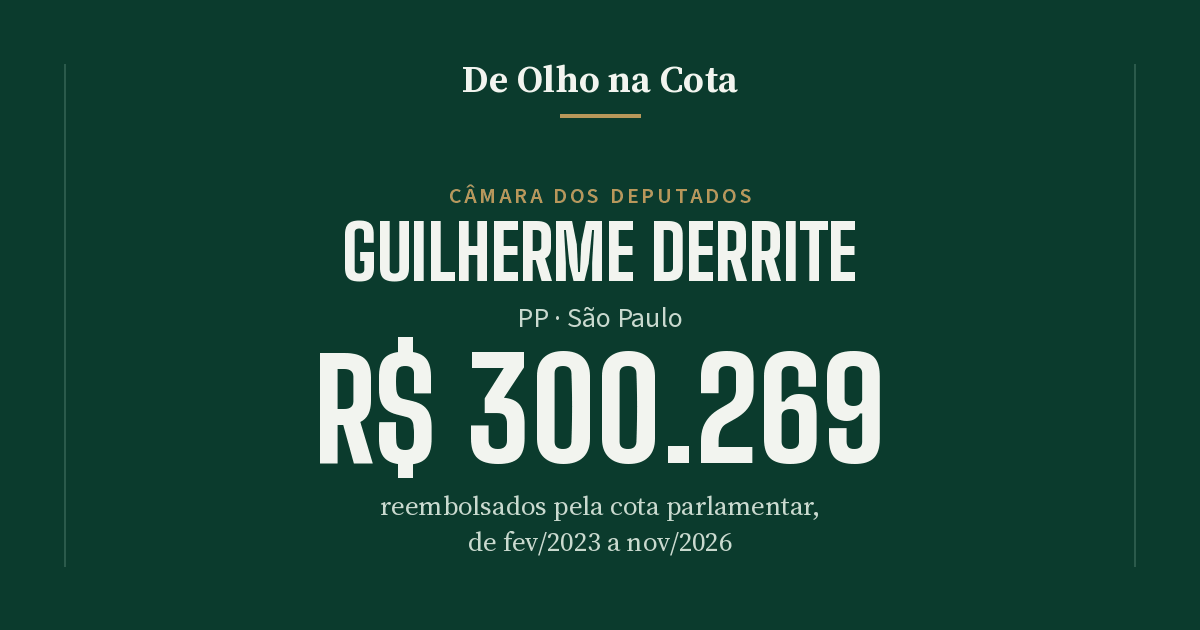 De Olho na Cota
CÂMARA DOS DEPUTADOS
GUILHERME DERRITE
PP · São Paulo
R$ 300.269
reembolsados pela cota parlamentar,
de fev/2023 a nov/2026